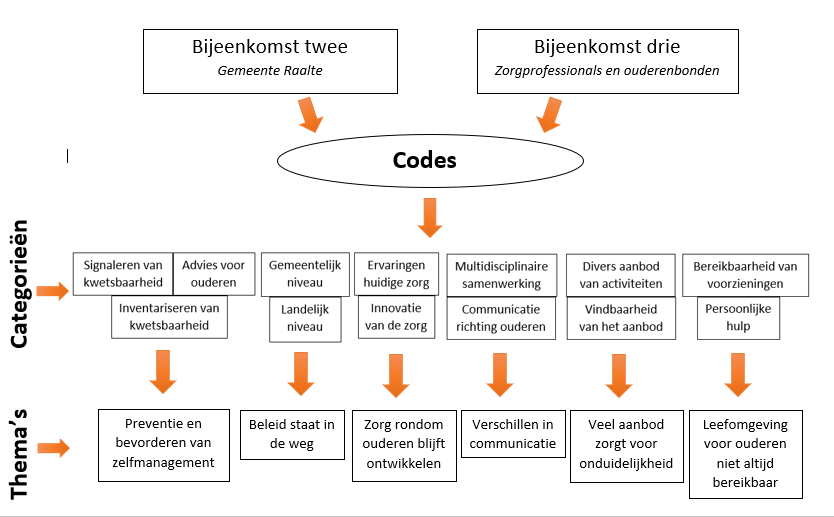 Bijeenkomst twee
Gemeente Raalte
Bijeenkomst drie
Zorgprofessionals en ouderenbonden
Codes
Categorieën
Signaleren van
kwetsbaarheid
Advies voor
ouderen
Inventariseren van
kwetsbaarheid
Gemeentelijk
niveau
Landelijk
niveau
Ervaringen
huidige zorg
Innovatie
van de zorg
Multidisciplinaire
samenwerking
Communicatie
richting ouderen
Divers aanbod
van activiteiten
Vindbaarheid
van het aanbod
Bereikbaarheid van
voorzieningen
Persoonlijke
hulp
Thema's
Preventie en
bevorderen van
zelfmanagement
Beleid staat in
de weg
Zorg rondom
ouderen blijft
ontwikkelen
Verschillen in
communicatie
Veel aanbod
zorgt voor
onduidelijkheid
Leefomgeving
voor ouderen
niet altijd
bereikbaar